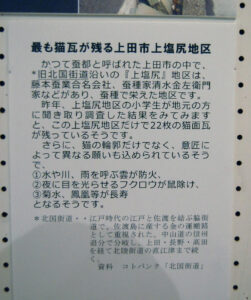 最も猫瓦が残る上田市上塩尻地区
かつて蚕都と呼ばれた上田市の中で、
*旧北国街道沿いの『上塩尻』地区は、
藤本蚕業合名会社、蚕種家清水金左衛門
家などがあり、蚕種で栄えた地区です。
昨年、上塩尻地区の小学生が地元の方
に聞き取り調査した結果をみてみます
と、この上塩尻地区だけで22枚の猫面瓦
が残っているそうです。
さらに、猫の輪郭だけでなく、意匠に
よって異なる願いも込められているそう
で、
①水や川、雨を呼ぶ雲が防火、
②夜に目を光らせるフクロウが鼠除け、
③菊水、鳳凰等が長寿
となるそうです。
*北国街道・・江戸時代の江戸と佐渡を結ぶ脇街
道で。佐渡島に産する金の運搬路
として重視された。中山道の信州
追分で分岐し、上田・長野・高田
を経て北陸街道の直江津まで続
く。
資料 コトバンク「北国街道」